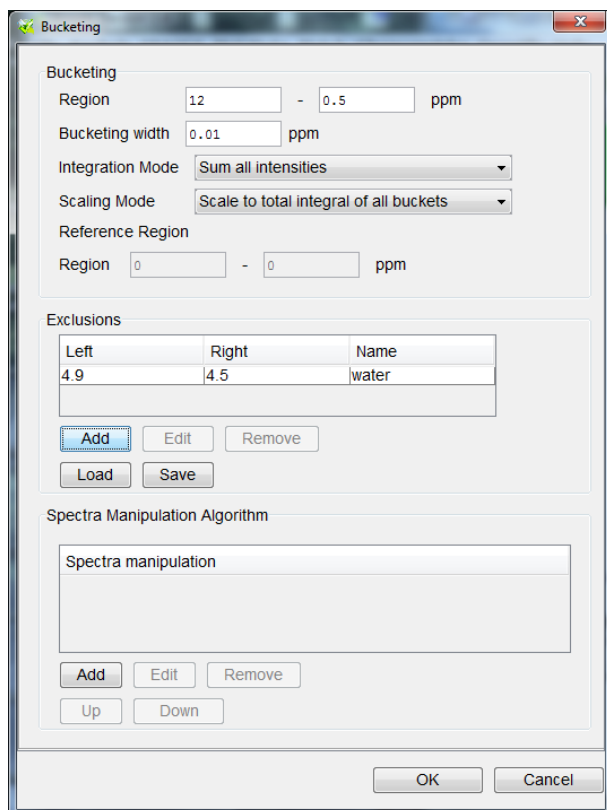 Bucketing
Bucketing
Region 12 - 0.5 ppm
Bucketing width 0.01 ppm
Integration Mode Sum all intensities
Scaling Mode Scale to total integral of all buckets
Reference Region
Region 0 - 0 ppm
Exclusions
Left Right Name
4.9 4.5 water
Add Edit Remove
Load Save
Spectra Manipulation Algorithm
Spectra manipulation
Add Edit Remove
Up Down
OK Cancel